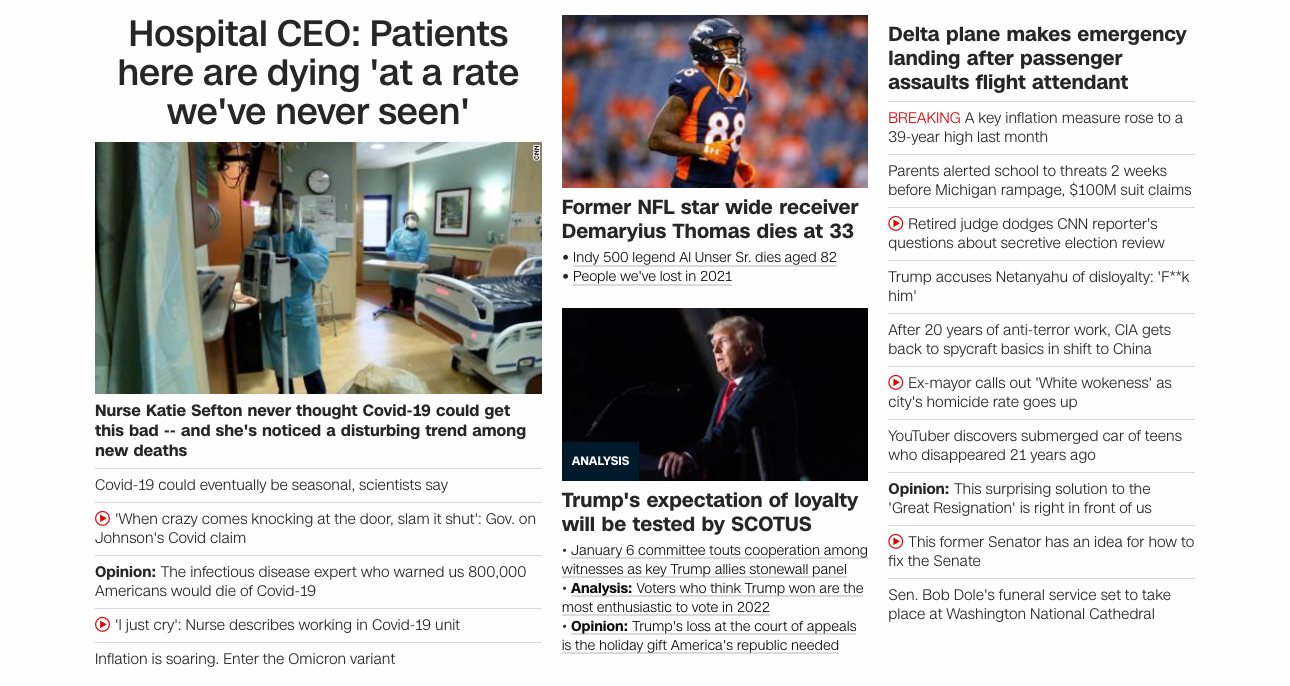 Hospital CEO: Patients
here are dying 'at a rate
we've never seen'
CNN
Nurse Katie Sefton never thought Covid-19 could get
this bad -- and she's noticed a disturbing trend among
new deaths
Covid-19 could eventually be seasonal, scientists say
'When crazy comes knocking at the door, slam it shut': Gov. on
Johnson's Covid claim
Opinion: The infectious disease expert who warned us 800,000
Americans would die of Covid-19
'I just cry': Nurse describes working in Covid-19 unit
Inflation is soaring. Enter the Omicron variant
88
Former NFL star wide receiver
Demaryius Thomas dies at 33
• Indy 500 legend Al Unser Sr. dies aged 82
• People we've lost in 2021
ANALYSIS
Trump's expectation of loyalty
will be tested by SCOTUS
• January 6 committee touts cooperation among
witnesses as key Trump allies stonewall panel
• Analysis: Voters who think Trump won are the
most enthusiastic to vote in 2022
• Opinion: Trump's loss at the court of appeals
is the holiday gift America's republic needed
Delta plane makes emergency
landing after passenger
assaults flight attendant
BREAKING A key inflation measure rose to a
39-year high last month
Parents alerted school to threats 2 weeks
before Michigan rampage, $100M suit claims
Retired judge dodges CNN reporter's
questions about secretive election review
Trump accuses Netanyahu of disloyalty: 'F**k
him'
After 20 years of anti-terror work, CIA gets
back to spycraft basics in shift to China
Ex-mayor calls out 'White wokeness' as
city's homicide rate goes up
YouTuber discovers submerged car of teens
who disappeared 21 years ago
Opinion: This surprising solution to the
'Great Resignation' is right in front of us
This former Senator has an idea for how to
fix the Senate
Sen. Bob Dole's funeral service set to take
place at Washington National Cathedral